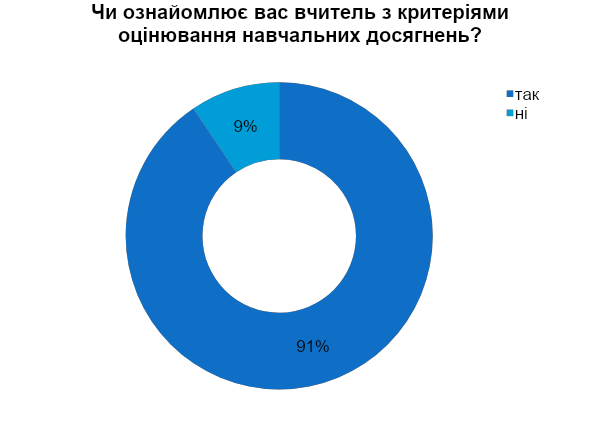 Чи ознайомлює вас вчитель з критеріями
оцінювання навчальних досягнень?
так
ні
9%
91%